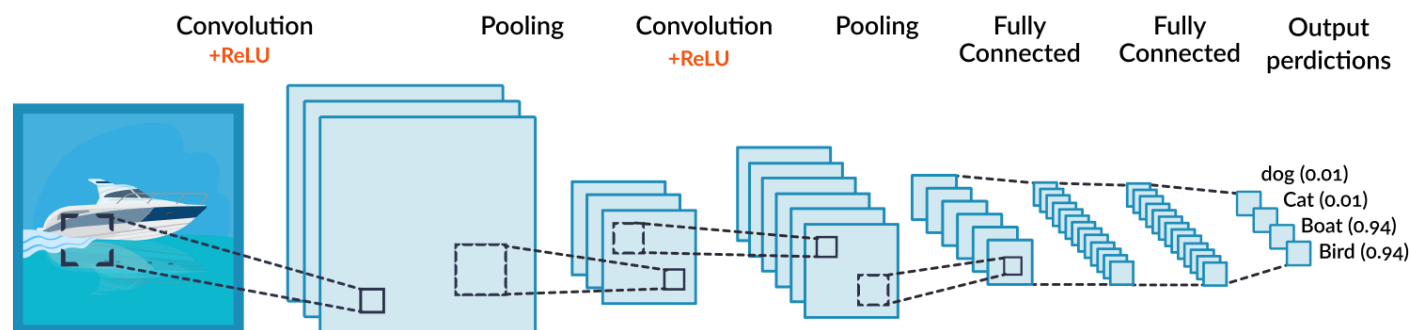 Convolution
+ReLU
Pooling
Convolution
+ReLU
Pooling
Fully
Connected
Fully
Connected
Output
perdictions
dog (0.01)
Cat (0.01)
Boat (0.94)
Bird (0.94)